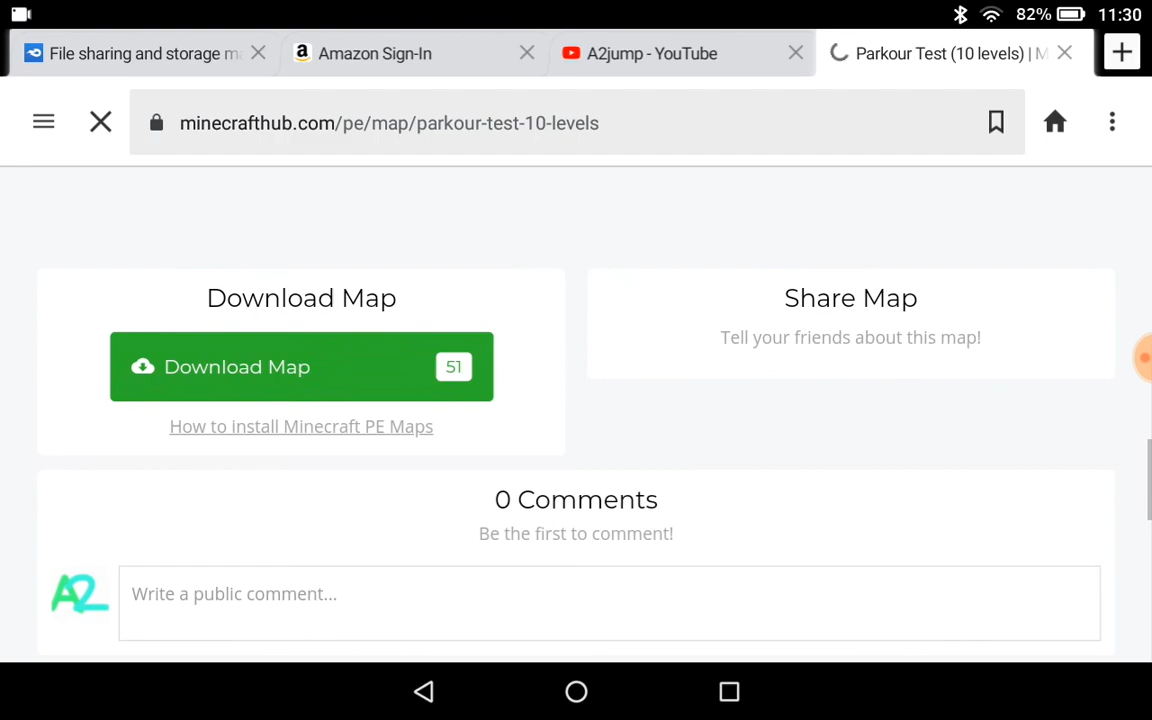 82% 11:30
File sharing and storage m
Amazon Sign-In
A2jump - YouTube
Parkour Test (10 levels) | M
minecrafthub.com/pe/map/parkour-test-10-levels
Download Map
Download Map 51
How to install Minecraft PE Maps
Share Map
Tell your friends about this map!
0 Comments
Be the first to comment!
A2
Write a public comment...